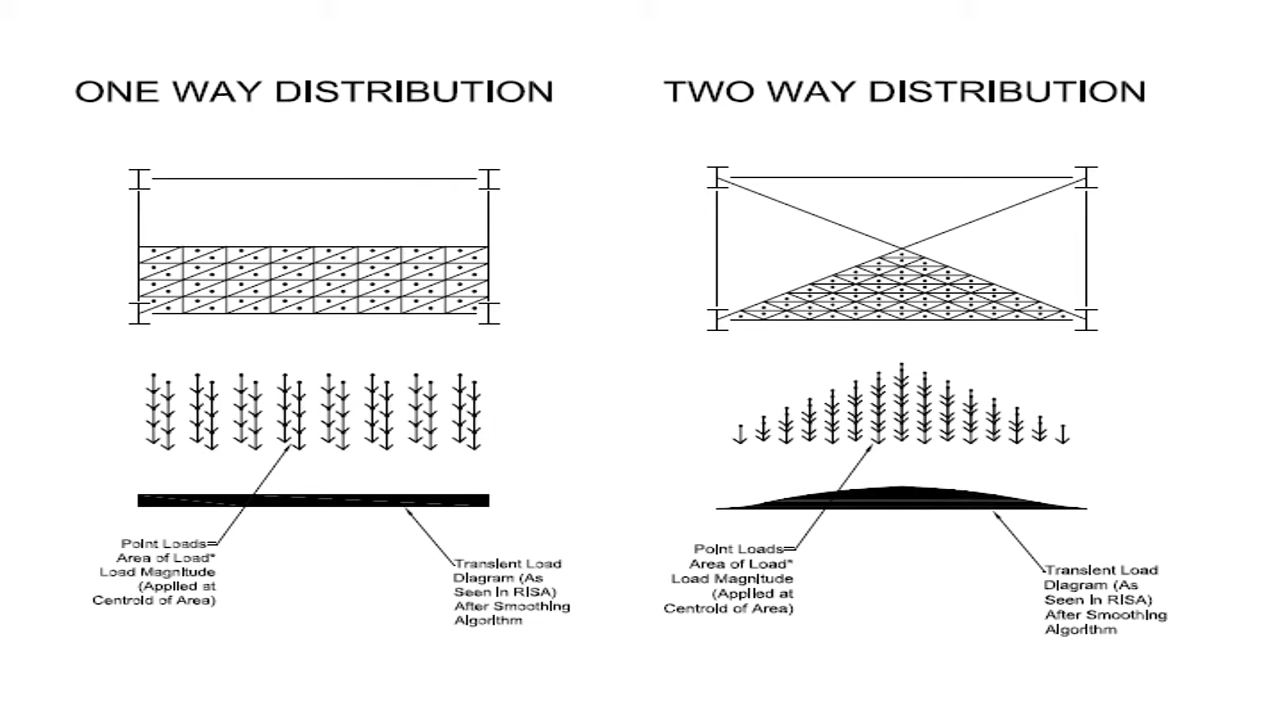 ONE WAY DISTRIBUTION
TWO WAY DISTRIBUTION
Point Loads=
Area of Load*
Load Magnitude
(Applied at
Centroid of Area)
Transient Load
Diagram (As
Seen in RISA)
After Smoothing
Algorithm
Point Loads=
Area of Load*
Load Magnitude
(Applied at
Centroid of Area)
Transient Load
Diagram (As
Seen in RISA)
After Smoothing
Algorithm